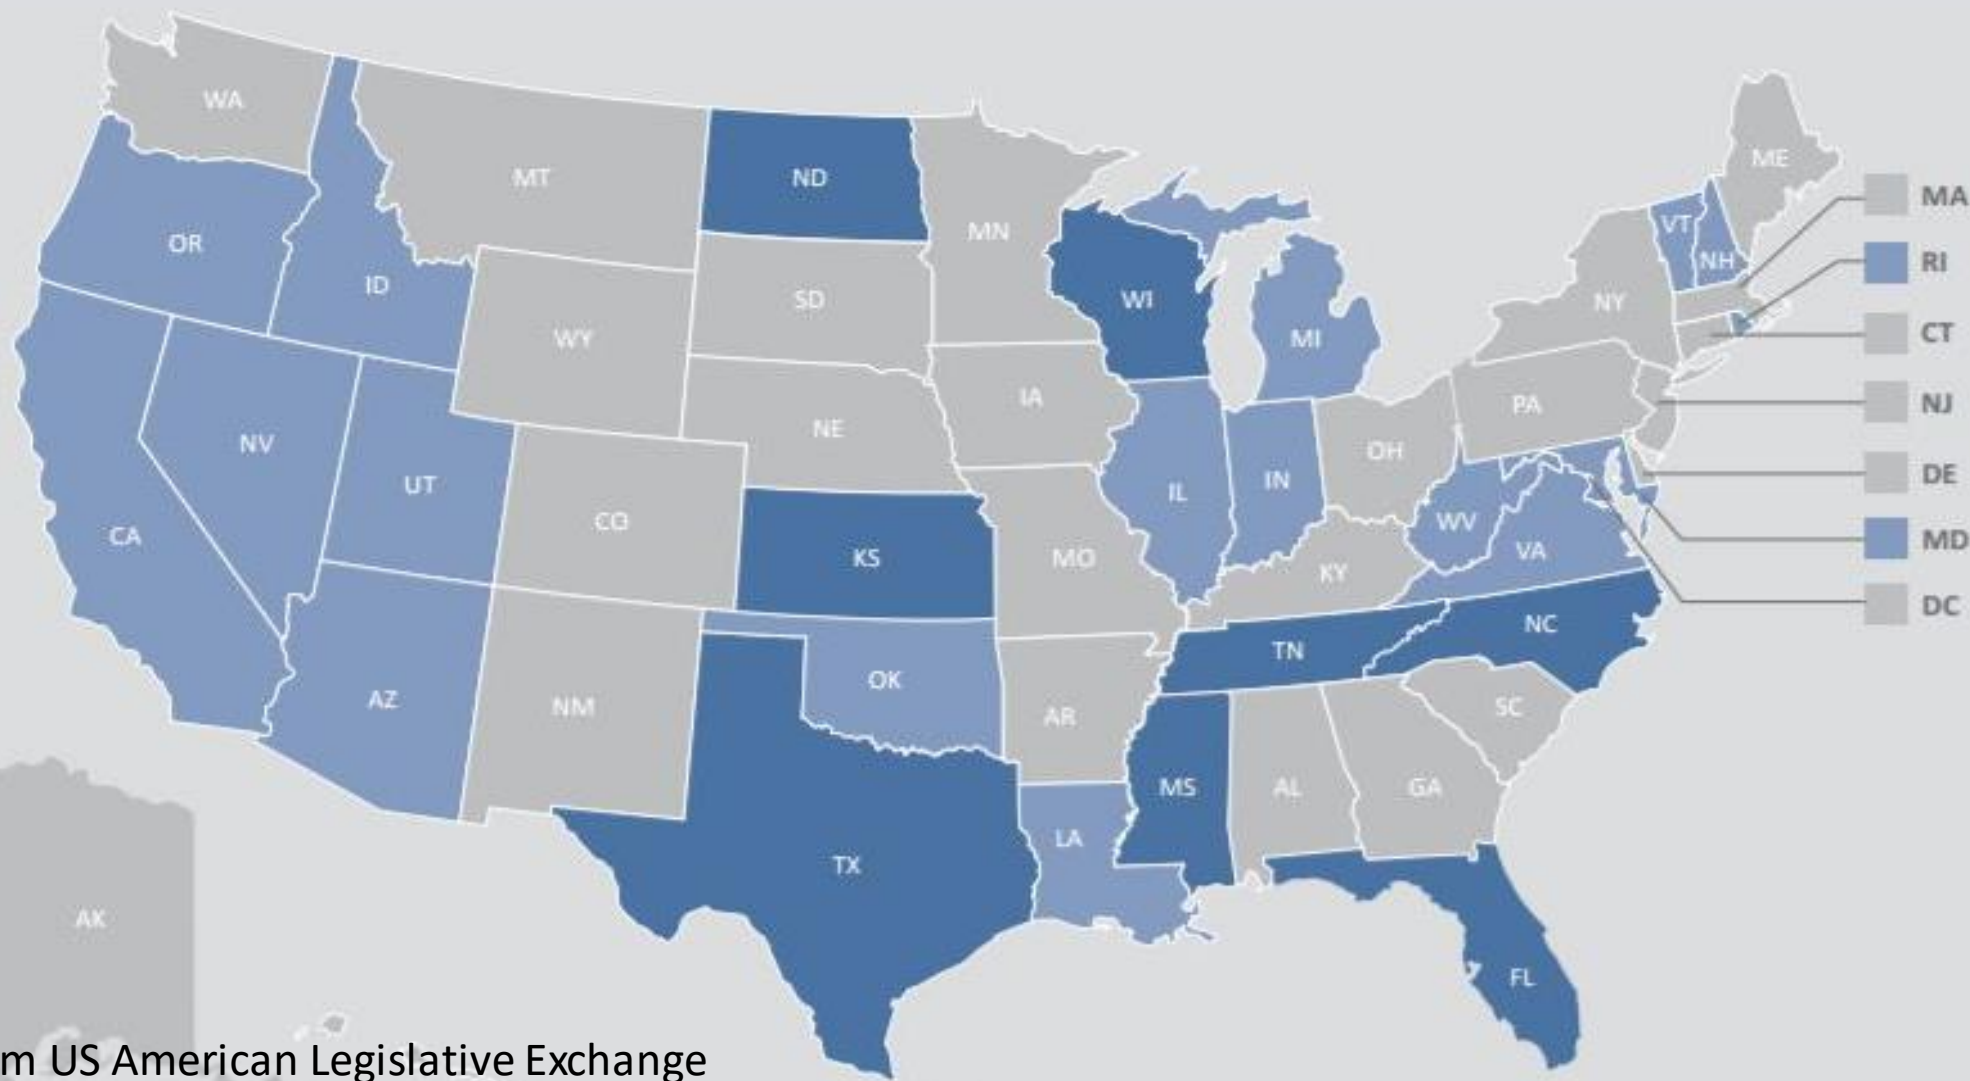 WA
MT
ND
MN
ME
MA
OR
ID
VT
NH
RI
WY
SD
WI
MI
NY
CT
NV
UT
NE
IA
PA
NJ
CA
CO
KS
MO
IL
IN
OH
WV
VA
DE
MD
KY
DC
AZ
NM
OK
AR
TN
NC
SC
TX
LA
MS
AL
GA
FL
AK
m US American Legislative Exchange